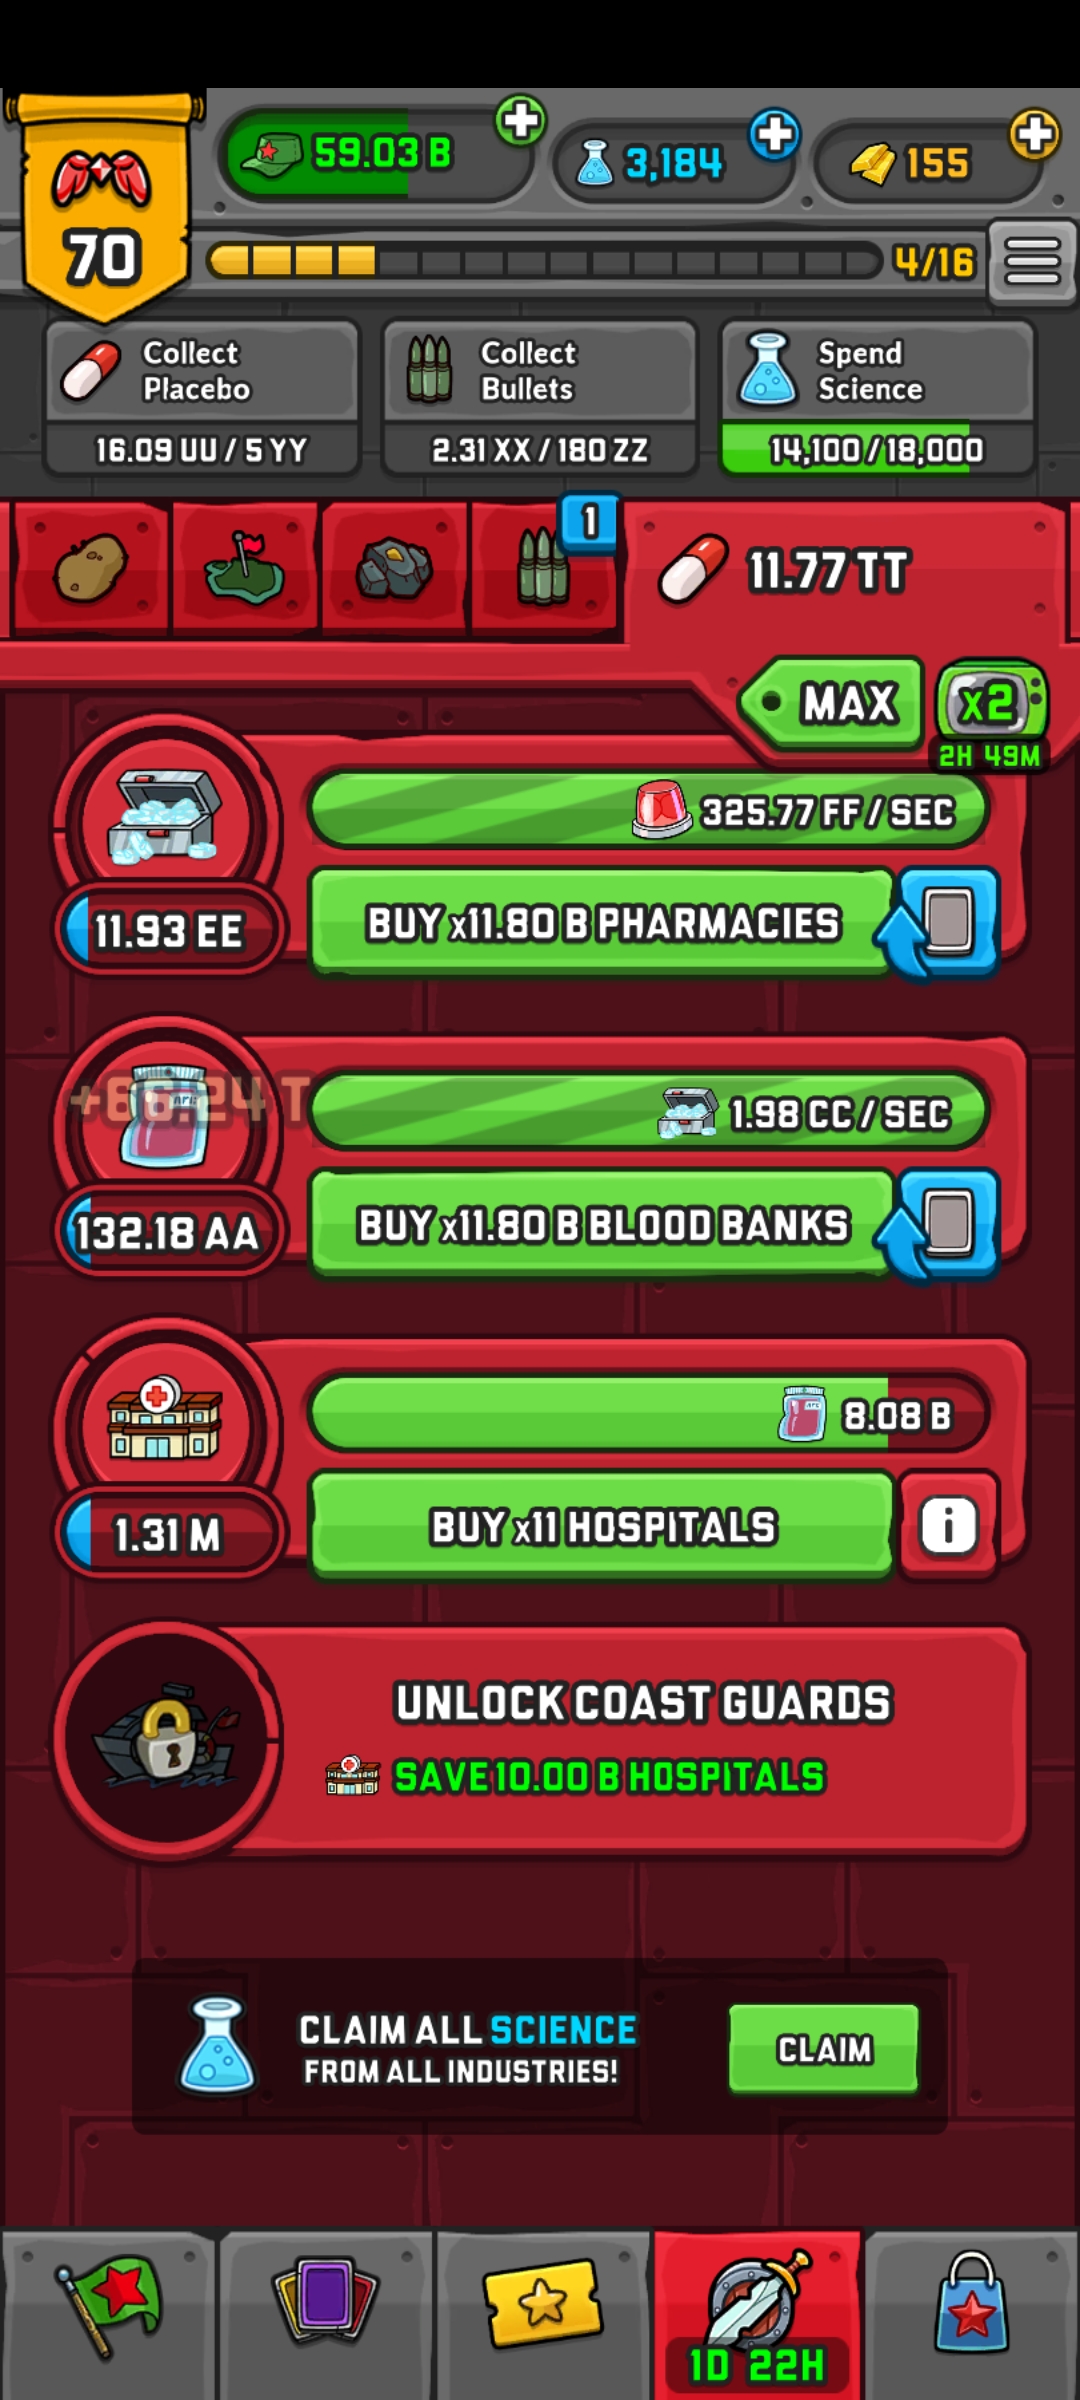 70
59.03 B
3,184
155
4/16
Collect
Placebo
16.09 UU / 5 YY
Collect
Bullets
2.31 XX / 180 ZZ
Spend
Science
14,100 / 18,000
1
11.77 TT
MAX
x2
2H 49M
325.77 FF / SEC
11.93 EE
BUY x11.80 B PHARMACIES
+66.24 T
1.98 CC / SEC
132.18 AA
BUY x11.80 B BLOOD BANKS
8.08 B
1.31 M
BUY x11 HOSPITALS
i
UNLOCK COAST GUARDS
SAVE 10.00 B HOSPITALS
CLAIM ALL SCIENCE
FROM ALL INDUSTRIES!
CLAIM
1D 22H